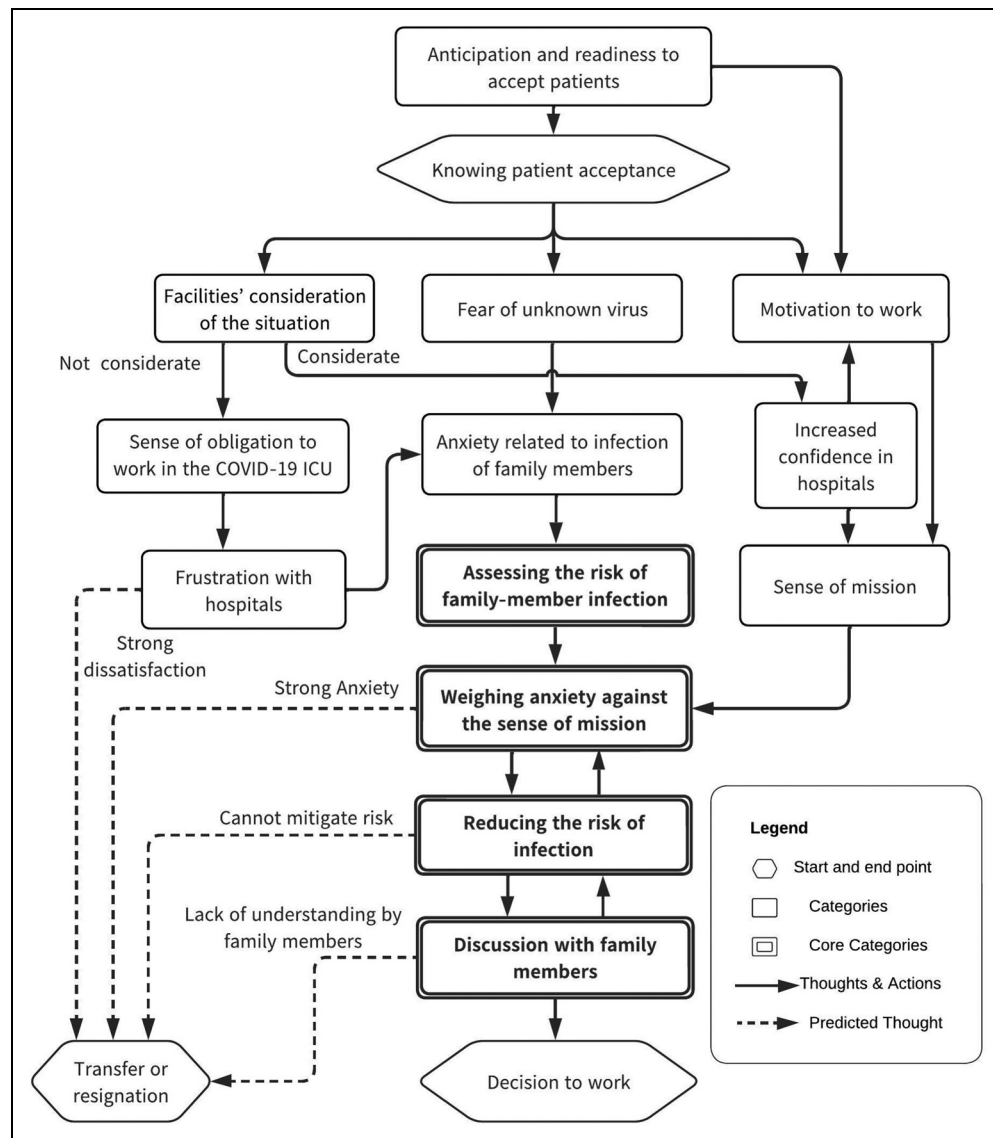 Anticipation and readiness to
accept patients
Knowing patient acceptance
Facilities’ consideration
of the situation
Fear of unknown virus
Motivation to work
Not considerate
Considerate
Sense of obligation to
work in the COVID-19 ICU
Anxiety related to infection
of family members
Increased
confidence in
hospitals
Frustration with
hospitals
Assessing the risk of
family-member infection
Sense of mission
Strong
dissatisfaction
Strong Anxiety
Weighing anxiety against
the sense of mission
Cannot mitigate risk
Reducing the risk of
infection
Lack of understanding by
family members
Discussion with family
members
Transfer or
resignation
Decision to work
Legend
Start and end point
Categories
Core Categories
Thoughts & Actions
Predicted Thought